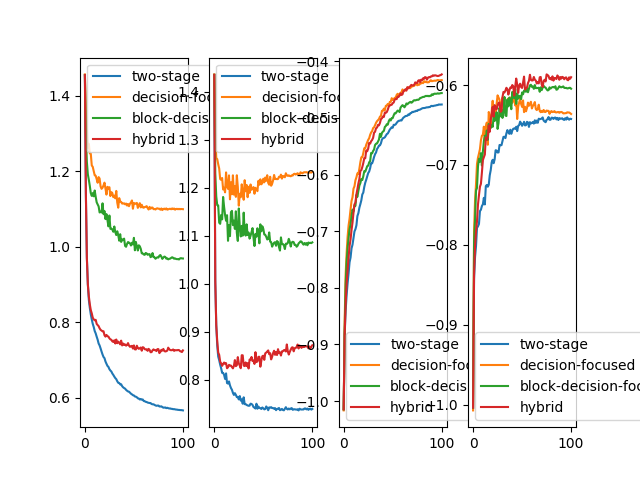 1.4
1.2
1.0
0.8
0.6
0
100
two-stage
decision-foc
block-decis
hybrid
1.4
1.3
1.2
1.1
1.0
0.9
0.8
0
100
two-stage
decision-foc
block-dec
hybrid
−0.4
−0.5
−0.6
−0.7
−0.8
−0.9
−1.0
0
100
two-stage
decision-foc
block-decis
hybrid
−0.6
−0.7
−0.8
−0.9
−1.0
0
100
two-stage
decision-focused
block-decision-foc
hybrid